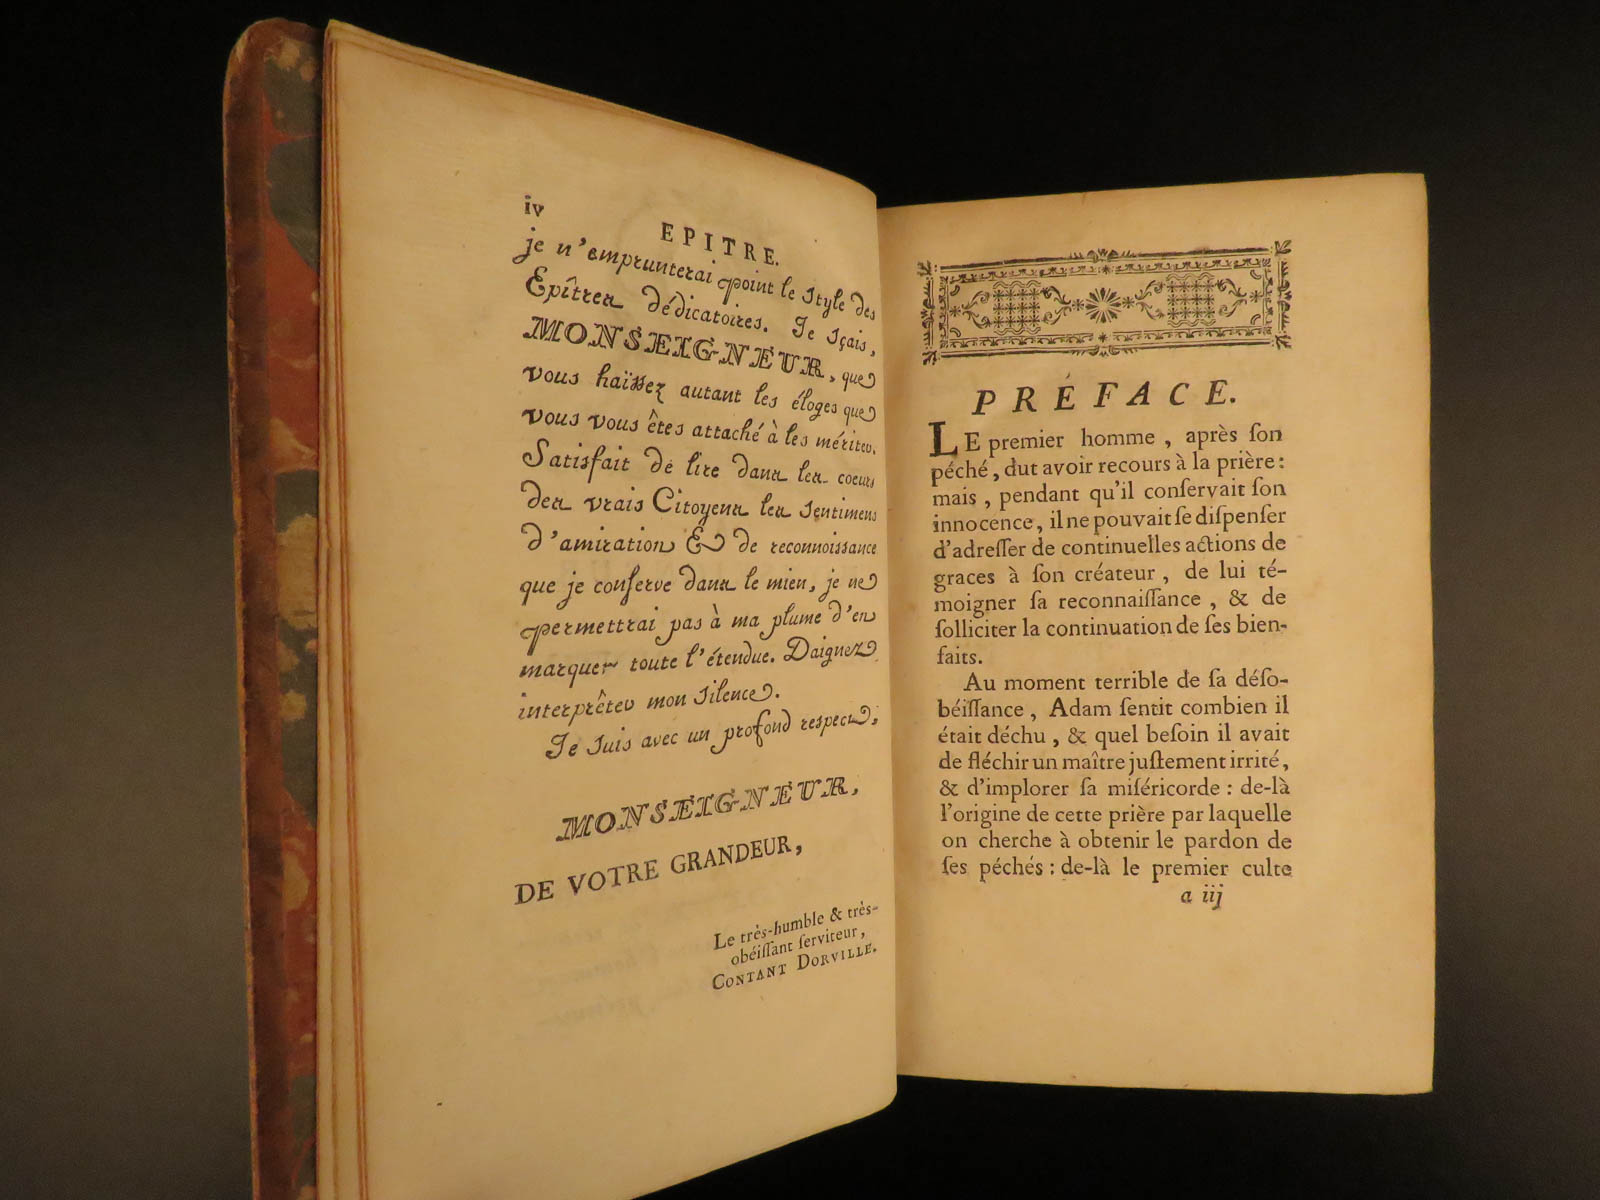 iv
EPITRE.
je n'emprunterai point le style des
Epîtres dédicatoires. Je sçais,
MONSEIGNEUR, que
vous haïssez autant les éloges que
vous vous êtes attaché à les mériter.
Satisfait de lire dans les coeurs
des vrais Citoyens les sentimens
d'amiration & de reconnoissance
que je conserve dans le mien, je ne
permettrai pas à ma plume d'en
marquer toute l'étendue. Daignez
interprêter mon silence.
Je suis avec un profond respect,
MONSEIGNEUR,
DE VOTRE GRANDEUR,
Le très-humble & très-
obéiſſant ſerviteur,
CONTANT DORVILLE.
PRÉFACE.
LE premier homme, après ſon
péché, dut avoir recours à la prière:
mais, pendant qu'il conſervait ſon
innocence, il ne pouvait ſe diſpenſer
d'adreſſer de continuelles actions de
graces à ſon créateur, de lui té-
moigner ſa reconnaiſſance, & de
ſolliciter la continuation de ſes bien-
faits.
Au moment terrible de ſa déſo-
béiſſance, Adam ſentit combien il
était déchu, & quel beſoin il avait
de fléchir un maître juſtement irrité,
& d'implorer ſa miſéricorde: de-là
l'origine de cette prière par laquelle
on cherche à obtenir le pardon de
ſes péchés: de-là le premier culte
a iij